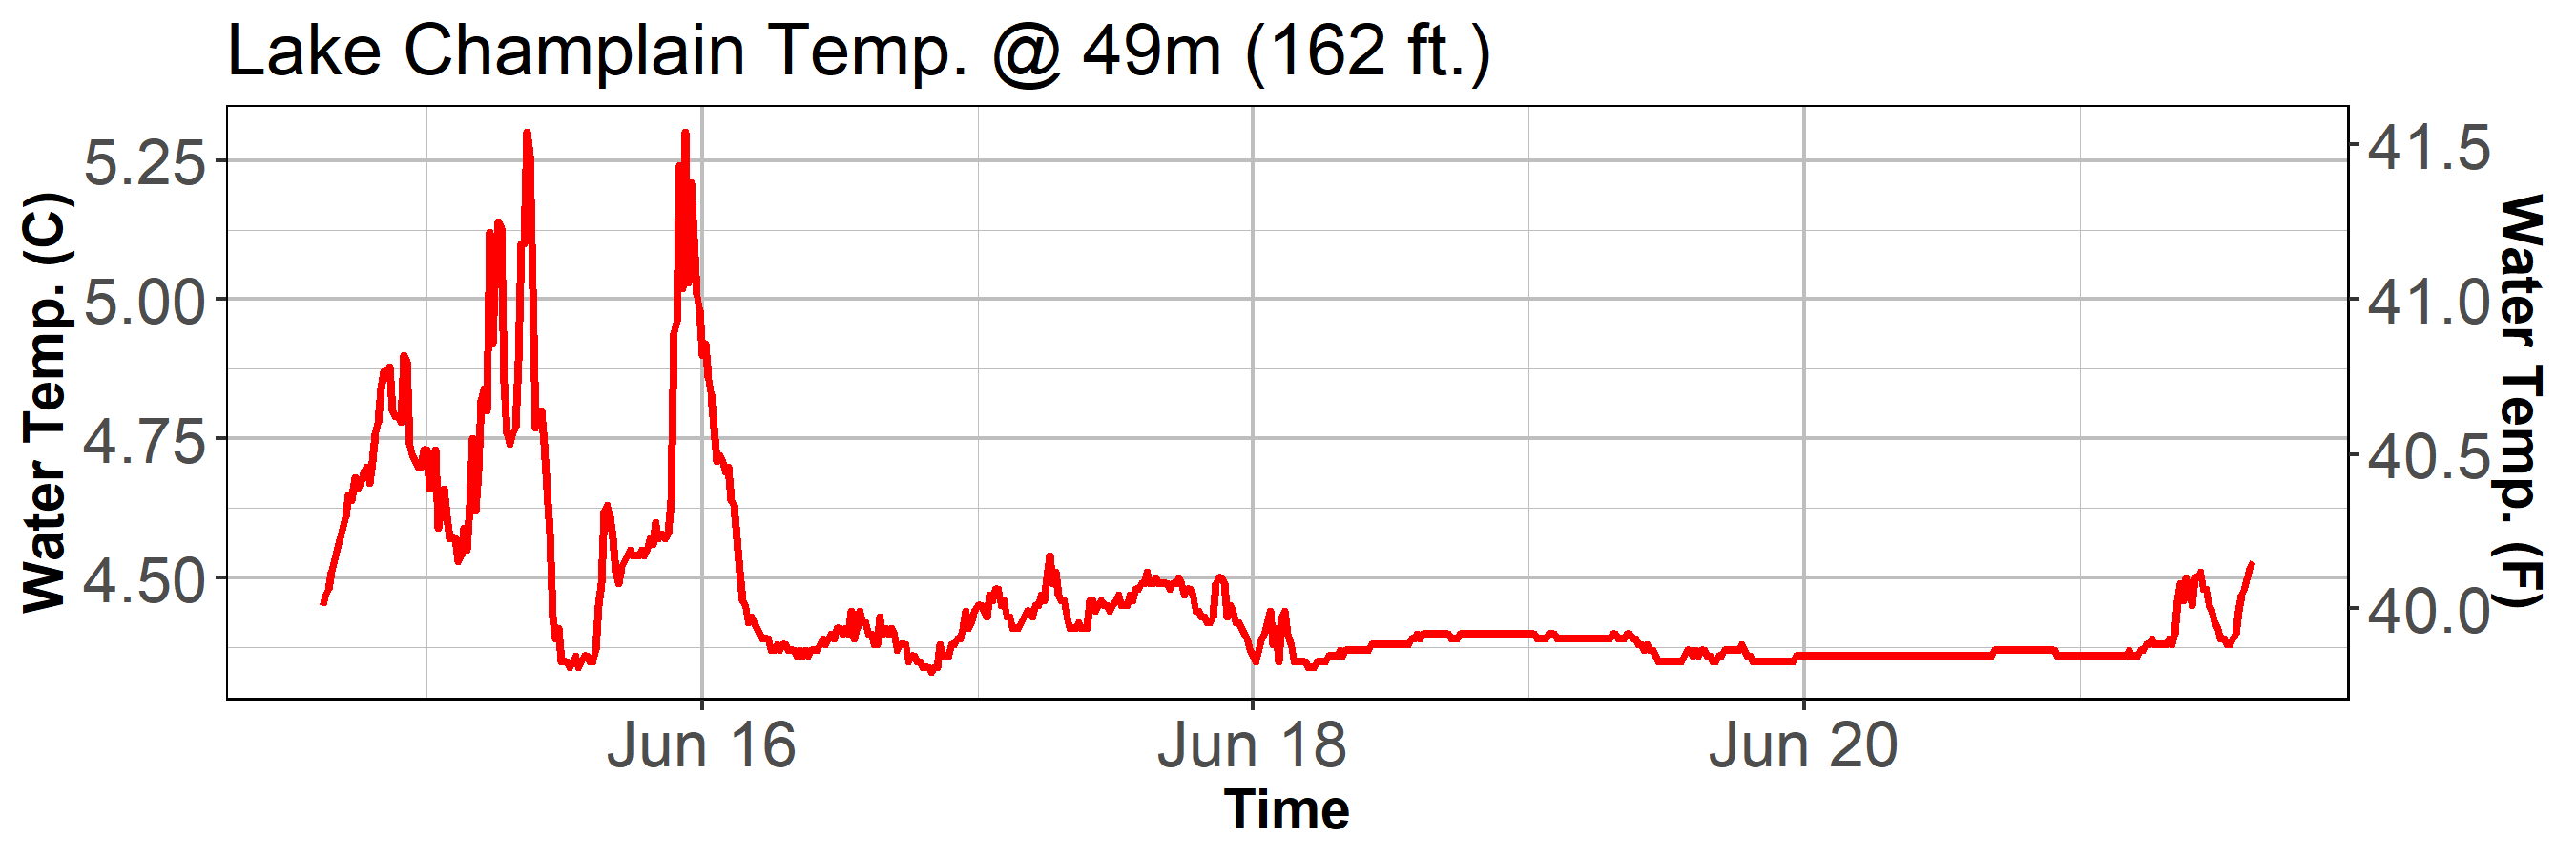 Lake Champlain Temp. @ 49m (162 ft.)
Water Temp. (C)
5.25
5.00
4.75
4.50
41.5
41.0
40.5
40.0
Water Temp. (F)
Jun 16
Jun 18
Jun 20
Time